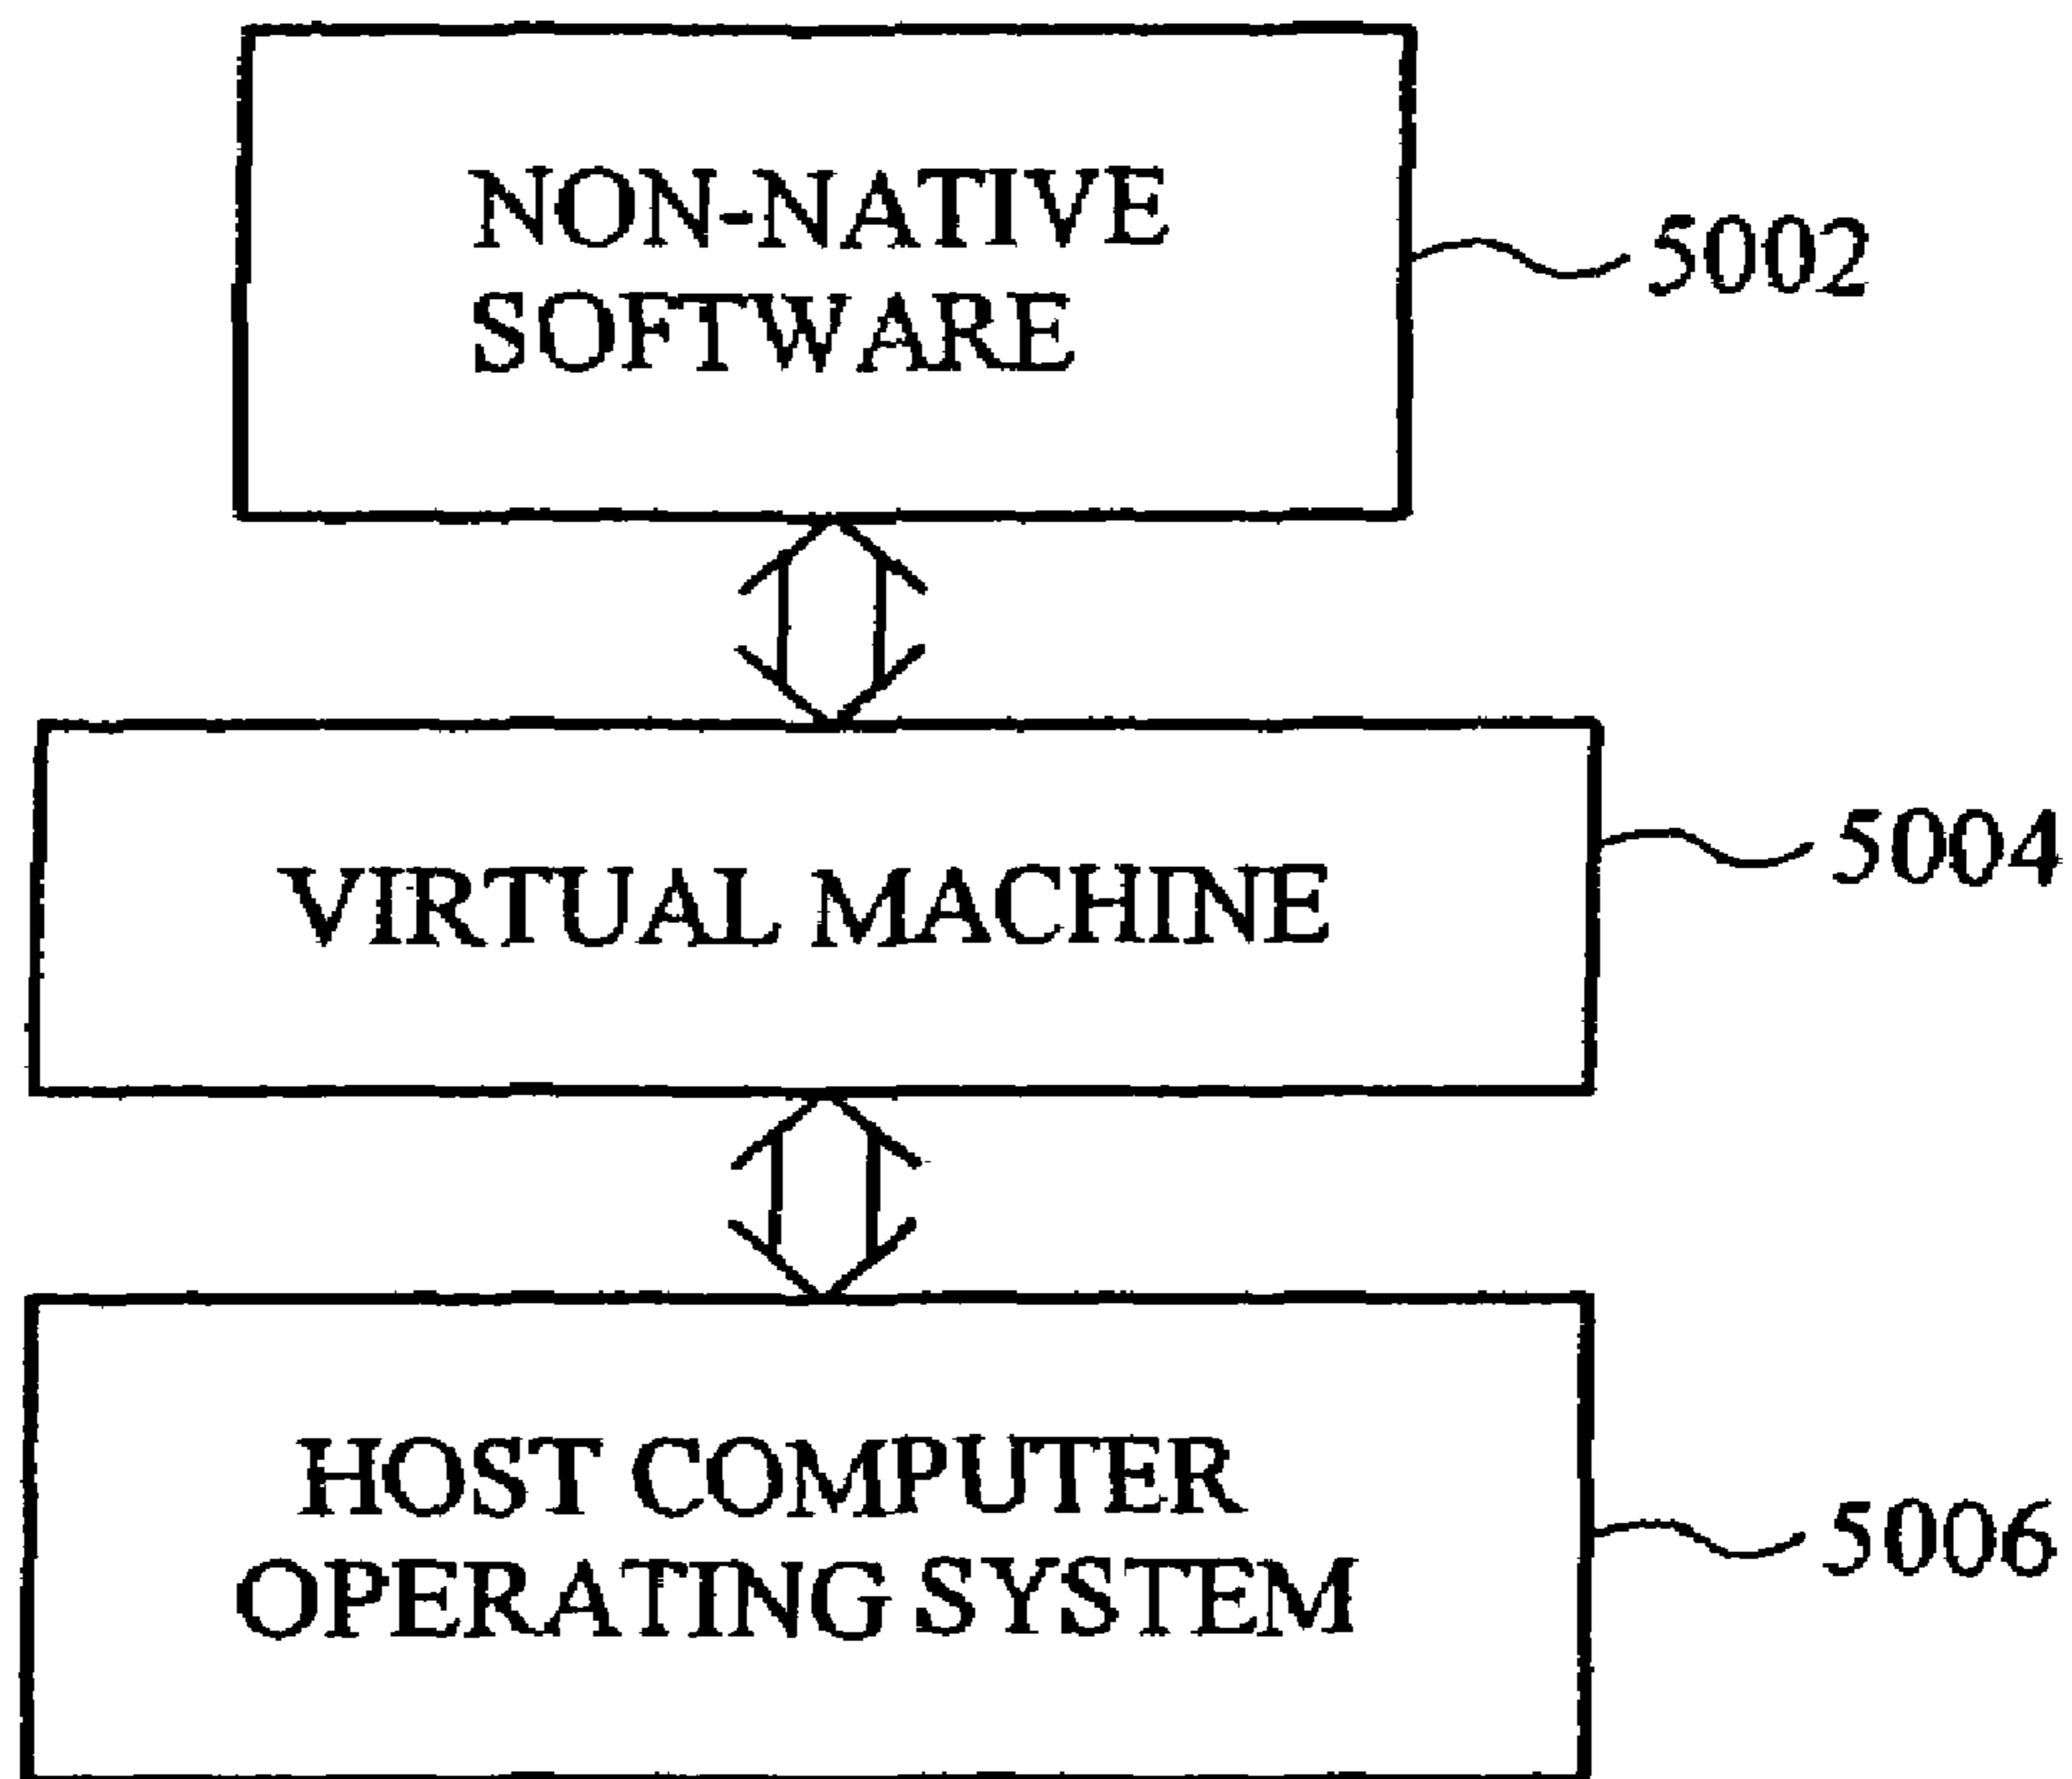 NON-NATIVE
SOFTWARE
5002
VIRTUAL MACHINE
5004
HOST COMPUTER
OPERATING SYSTEM
5006